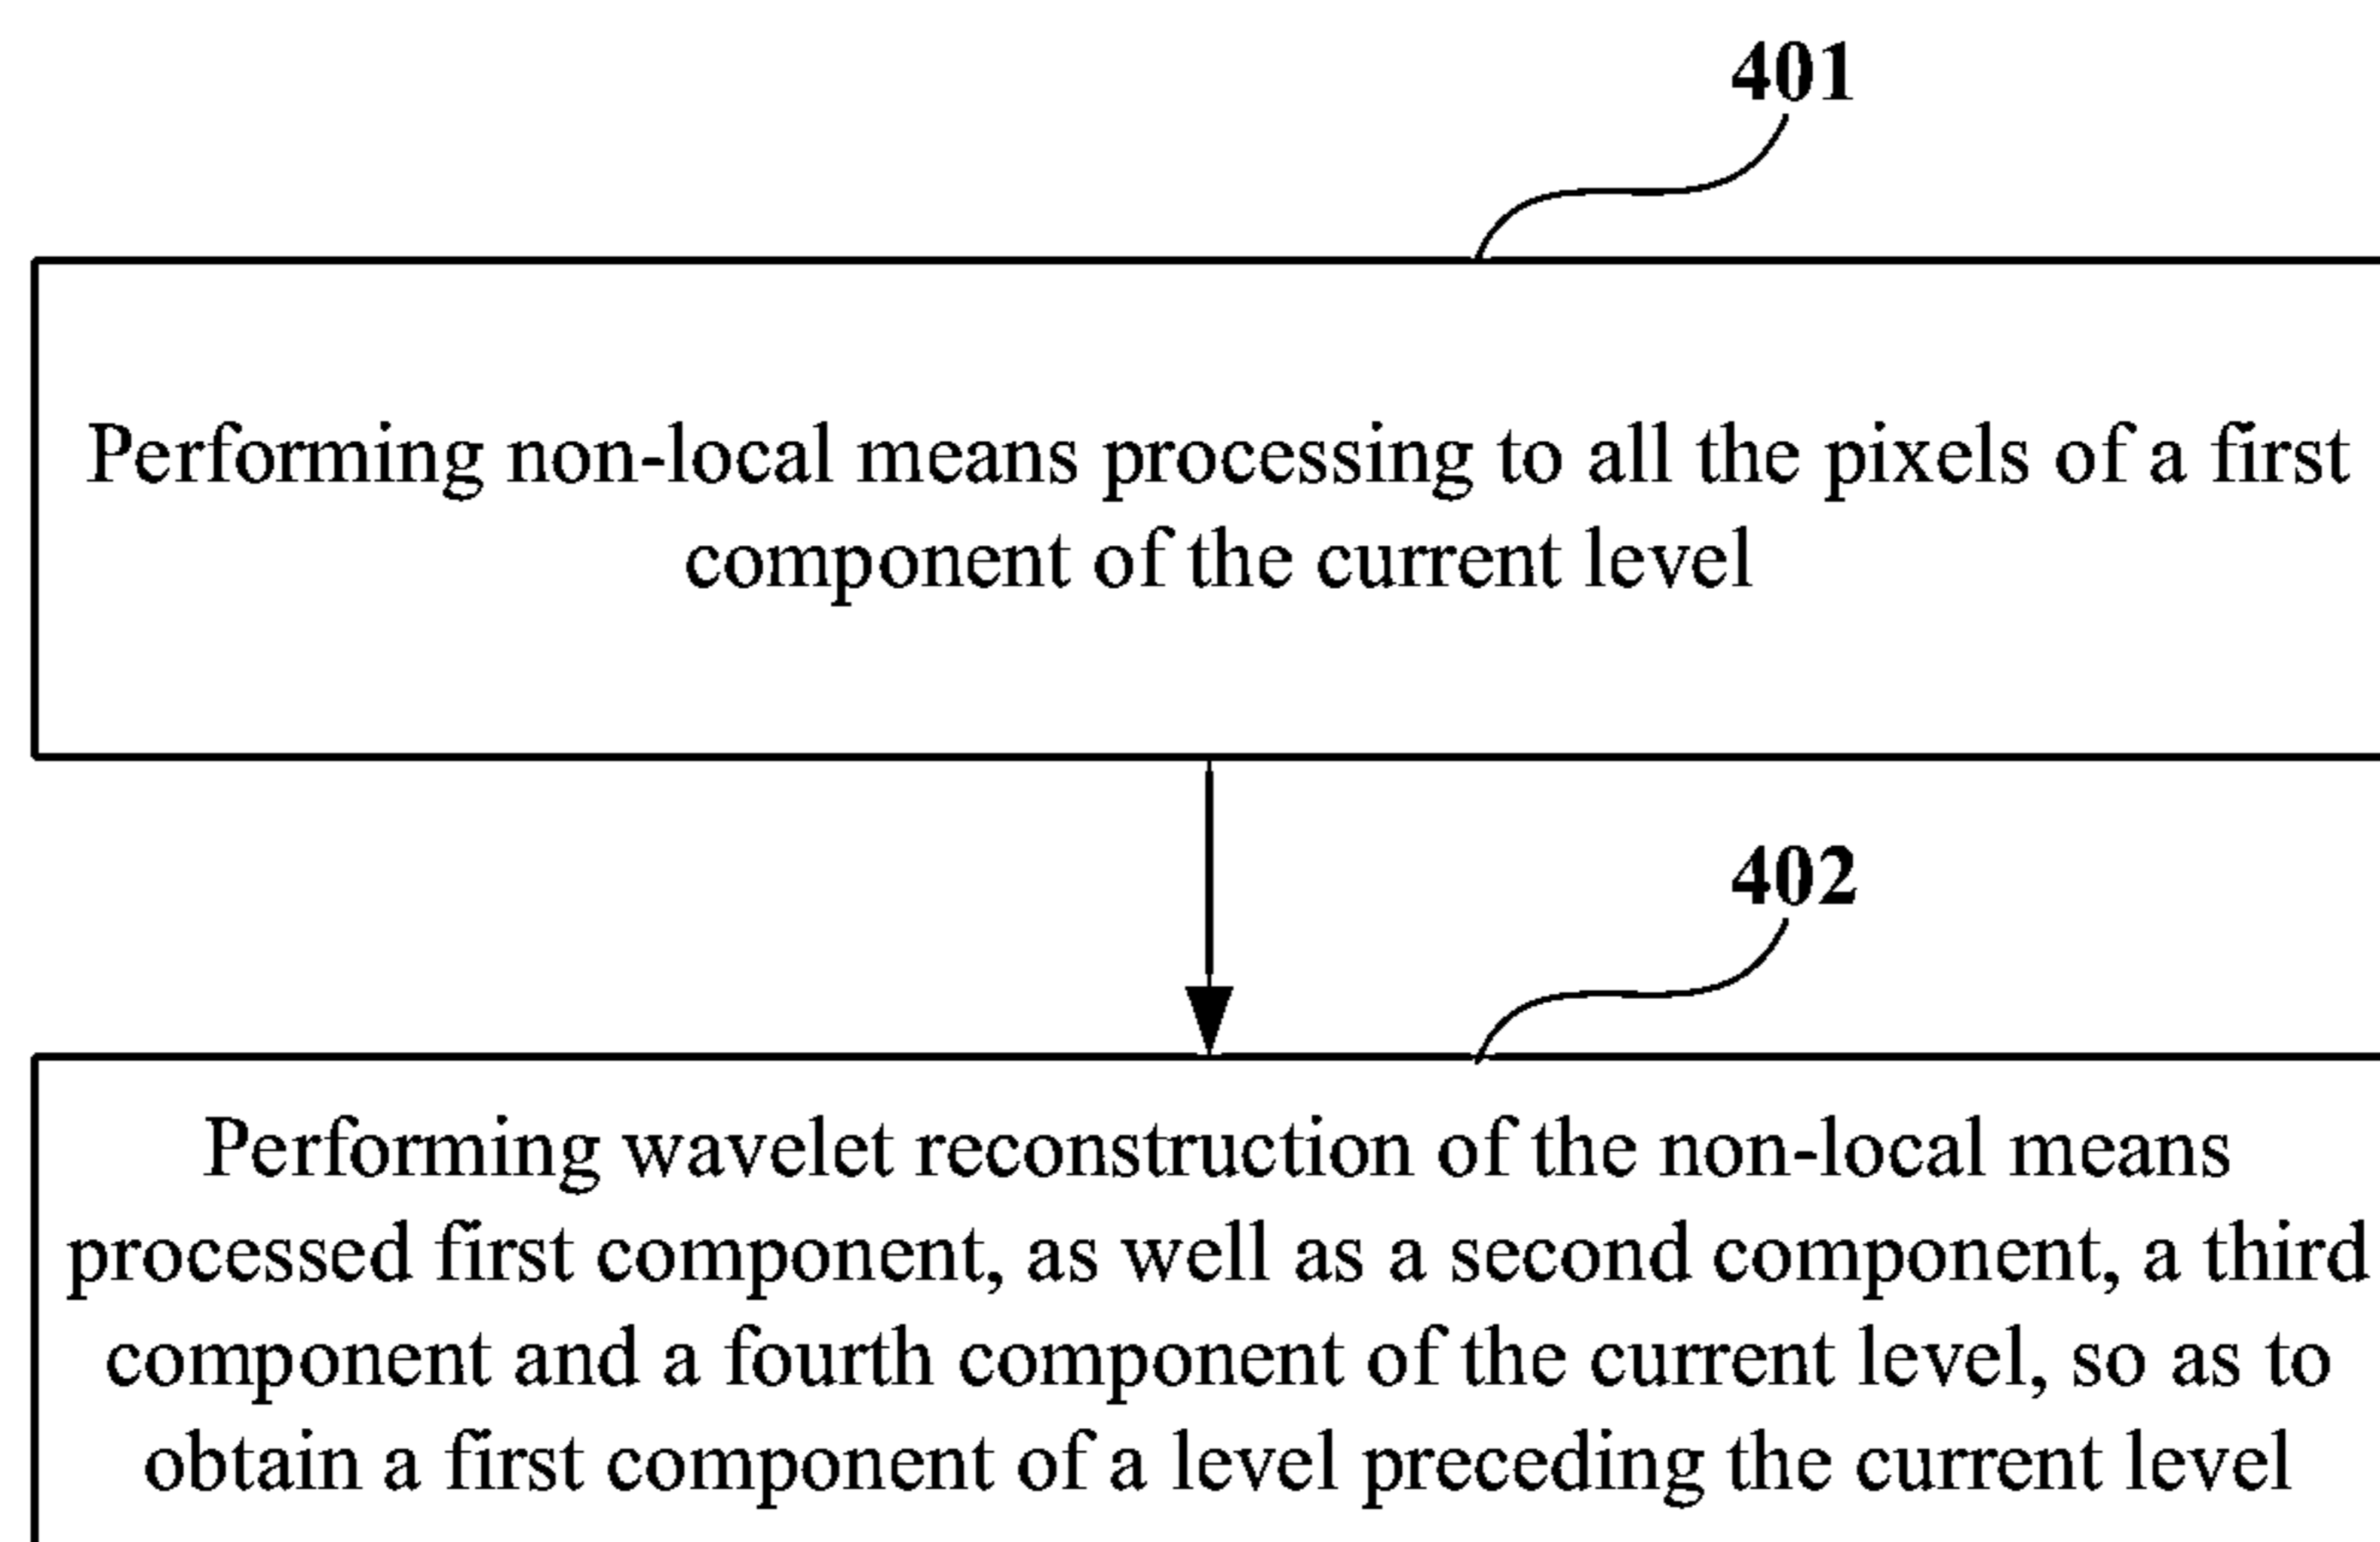 401
Performing non-local means processing to all the pixels of a first
component of the current level
402
Performing wavelet reconstruction of the non-local means
processed first component, as well as a second component, a third
component and a fourth component of the current level, so as to
obtain a first component of a level preceding the current level